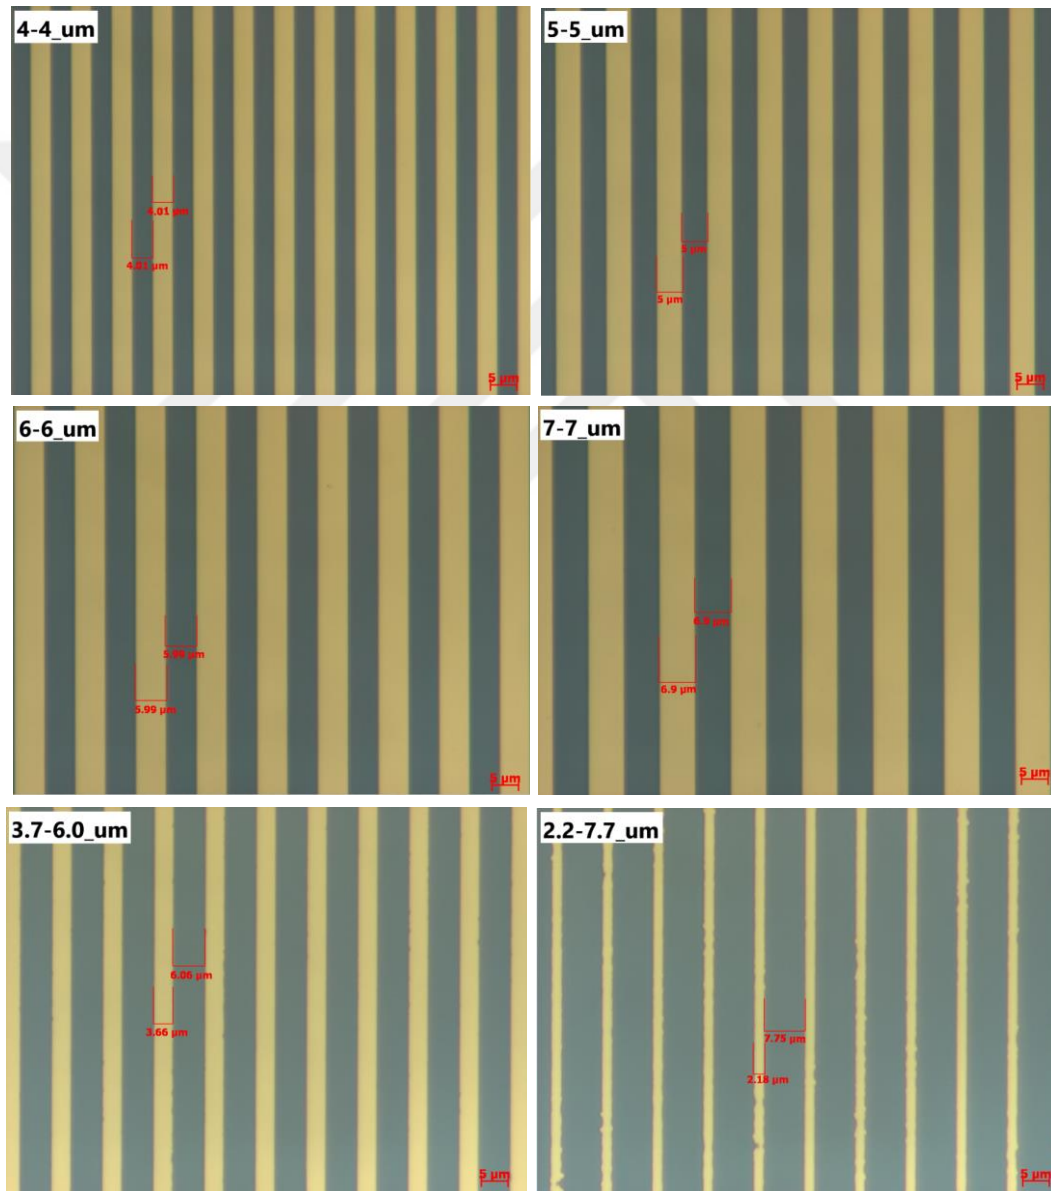 4-4_um
4.01 µm
4.01 µm
5 µm
5-5_um
5 µm
5 µm
5 µm
6-6_um
5.99 µm
5.99 µm
5 µm
7-7_um
6.9 µm
6.9 µm
5 µm
3.7-6.0_um
6.06 µm
3.66 µm
5 µm
2.2-7.7_um
7.75 µm
2.18 µm
5 µm